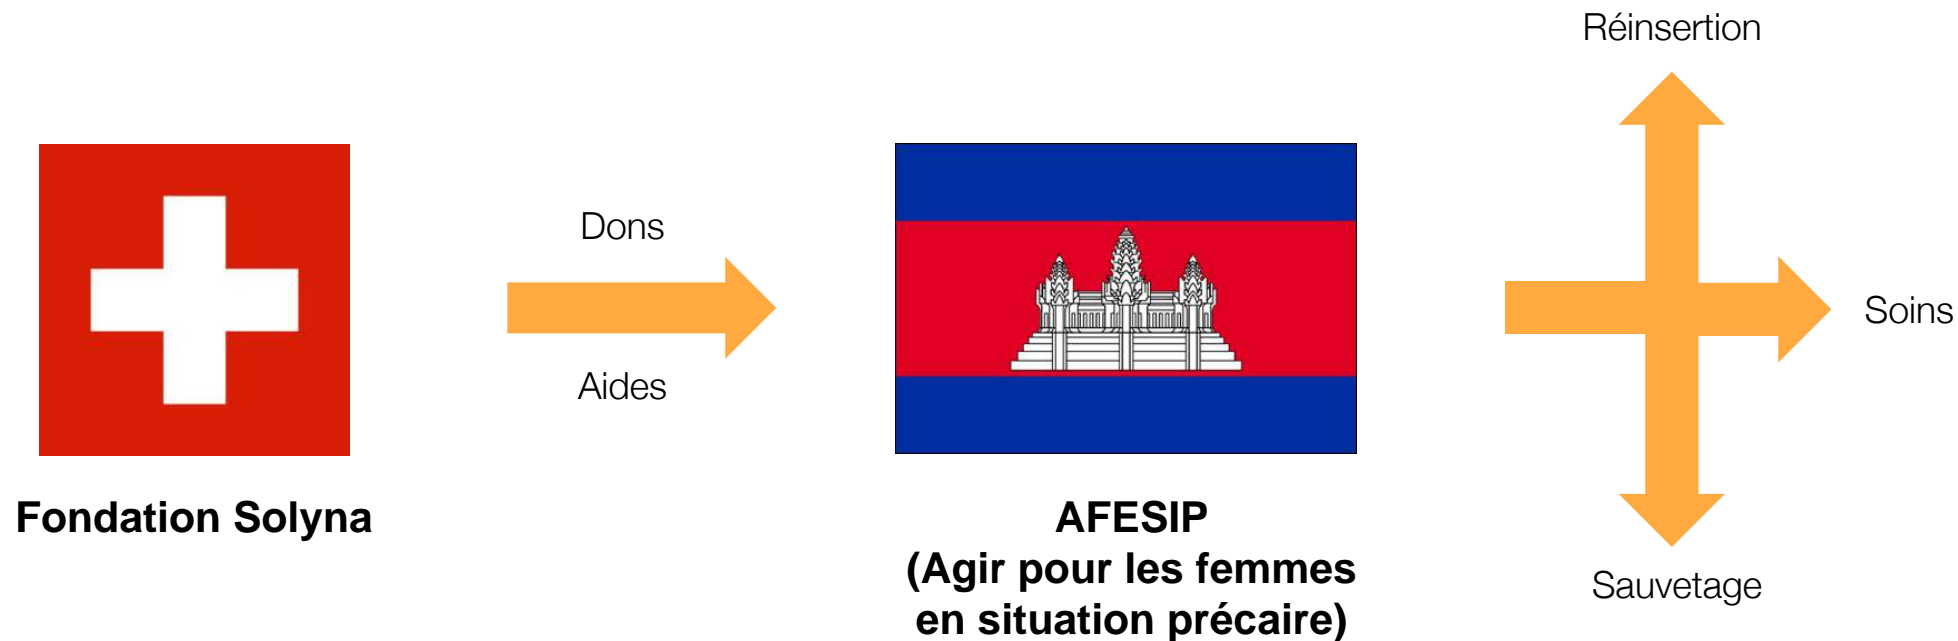 Réinsertion
Dons
Soins
Aides
Fondation Solyna
AFESIP
(Agir pour les femmes
en situation précaire)
Sauvetage